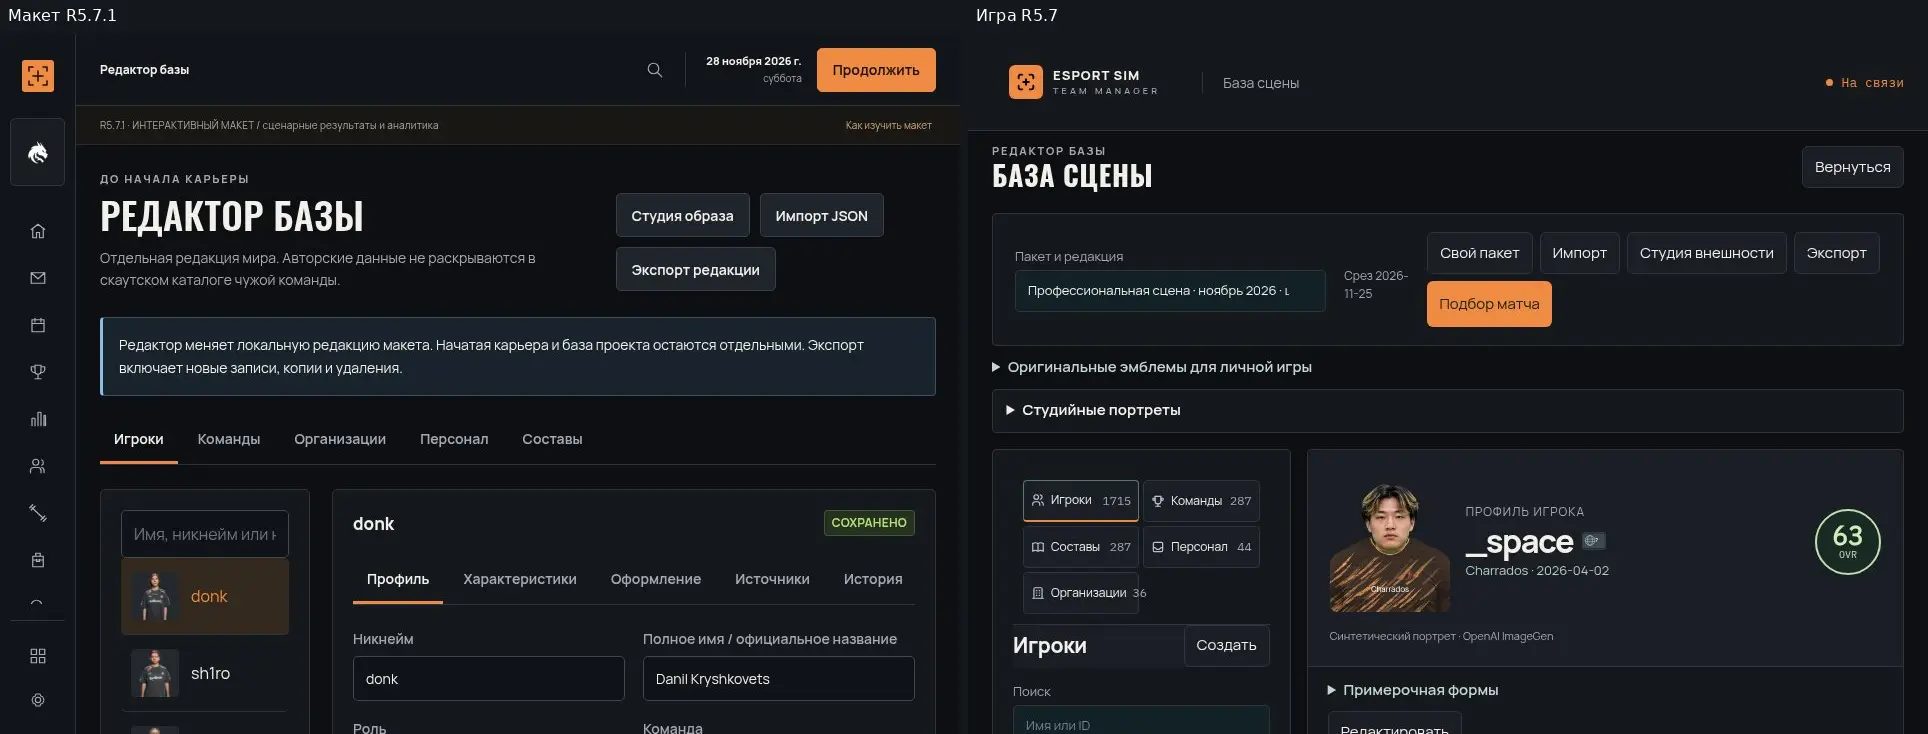 Макет R5.7.1
Редактор базы
28 ноября 2026 г.
суббота
Продолжить
R5.7.1 · ИНТЕРАКТИВНЫЙ МАКЕТ / сценарные результаты и аналитика
Как изучить макет
ДО НАЧАЛА КАРЬЕРЫ
РЕДАКТОР БАЗЫ
Отдельная редакция мира. Авторские данные не раскрываются в
скаутском каталоге чужой команды.
Студия образа
Импорт JSON
Экспорт редакции
Редактор меняет локальную редакцию макета. Начатая карьера и база проекта остаются отдельными. Экспорт
включает новые записи, копии и удаления.
Игроки
Команды
Организации
Персонал
Составы
Имя, никнейм или
donk
sh1ro
donk
СОХРАНЕНО
Профиль
Характеристики
Оформление
Источники
История
Никнейм
Полное имя / официальное название
donk
Danil Kryshkovets
Роль
Команда
Игра R5.7
ESPORT SIM
TEAM MANAGER
База сцены
На связи
РЕДАКТОР БАЗЫ
БАЗА СЦЕНЫ
Вернуться
Пакет и редакция
Профессиональная сцена · ноябрь 2026 ·
Срез 2026-
11-25
Свой пакет
Импорт
Студия внешности
Экспорт
Подбор матча
Оригинальные эмблемы для личной игры
Студийные портреты
Игроки 1715
Команды 287
Составы 287
Персонал 44
Организации 36
Игроки
Создать
Поиск
Имя или ID
Charrados
ПРОФИЛЬ ИГРОКА
_space
Charrados · 2026-04-02
63
OVR
Синтетический портрет · OpenAI ImageGen
Примерочная формы
Редактировать